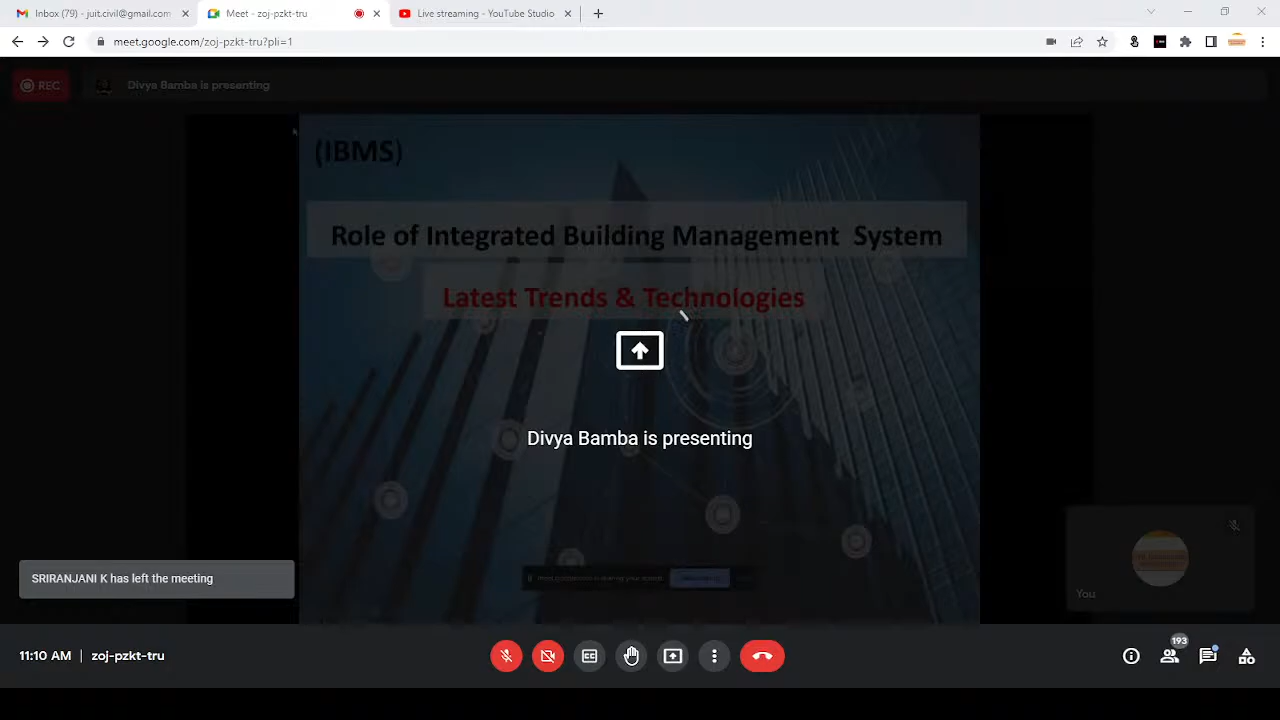 Inbox (79) - juit.civil@gmail.com
Meet - zoj-pzkt-tru
Live streaming - YouTube Studio
meet.google.com/zoj-pzkt-tru?pli=1
REC
Divya Bamba is presenting
(IBMS)
Role of Integrated Building Management System
Latest Trends & Technologies
Divya Bamba is presenting
SRIRANJANI K has left the meeting
You
11:10 AM | zoj-pzkt-tru
193